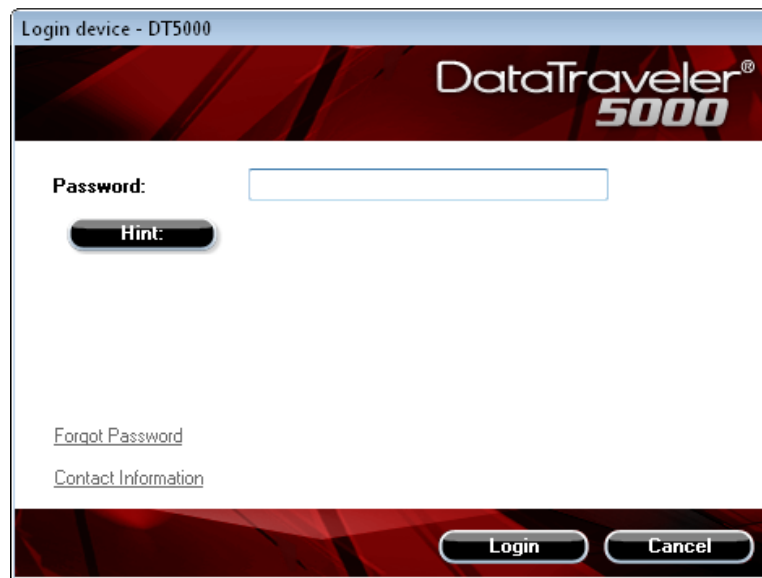 Login device - DT5000
DataTraveler®
5000
Password:
Hint:
Forgot Password
Contact Information
Login Cancel